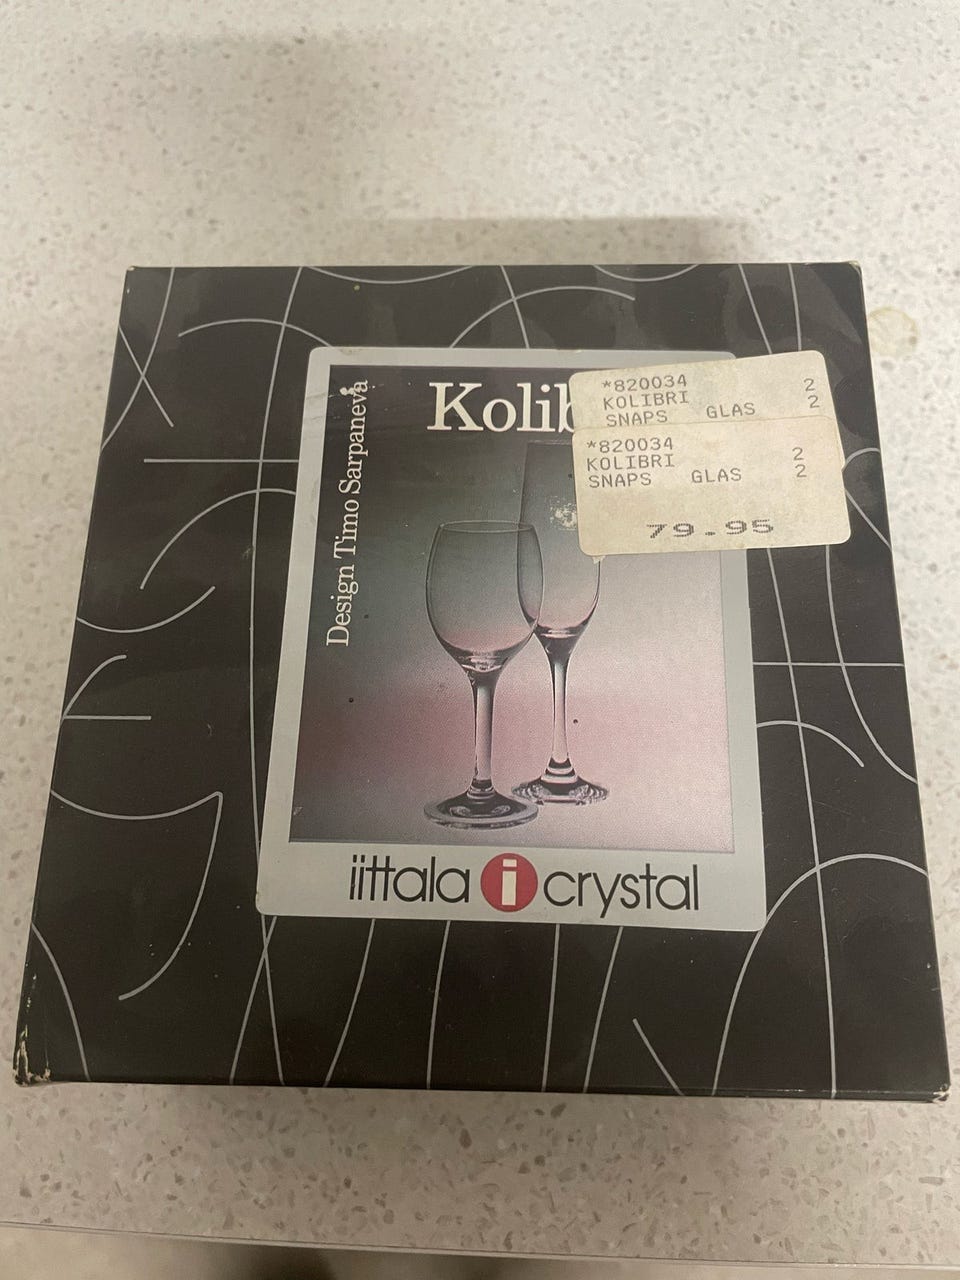 Kolib
Design Timo Sarpaneva
*820034 2
KOLIBRI 2
SNAPS GLAS
*820034 2
KOLIBRI 2
SNAPS GLAS
79.95
iittala i crystal